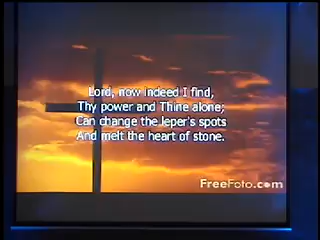 Lord, now indeed I find,
Thy power and Thine alone;
Can change the leper's spots
And melt the heart of stone.
FreeFoto.com